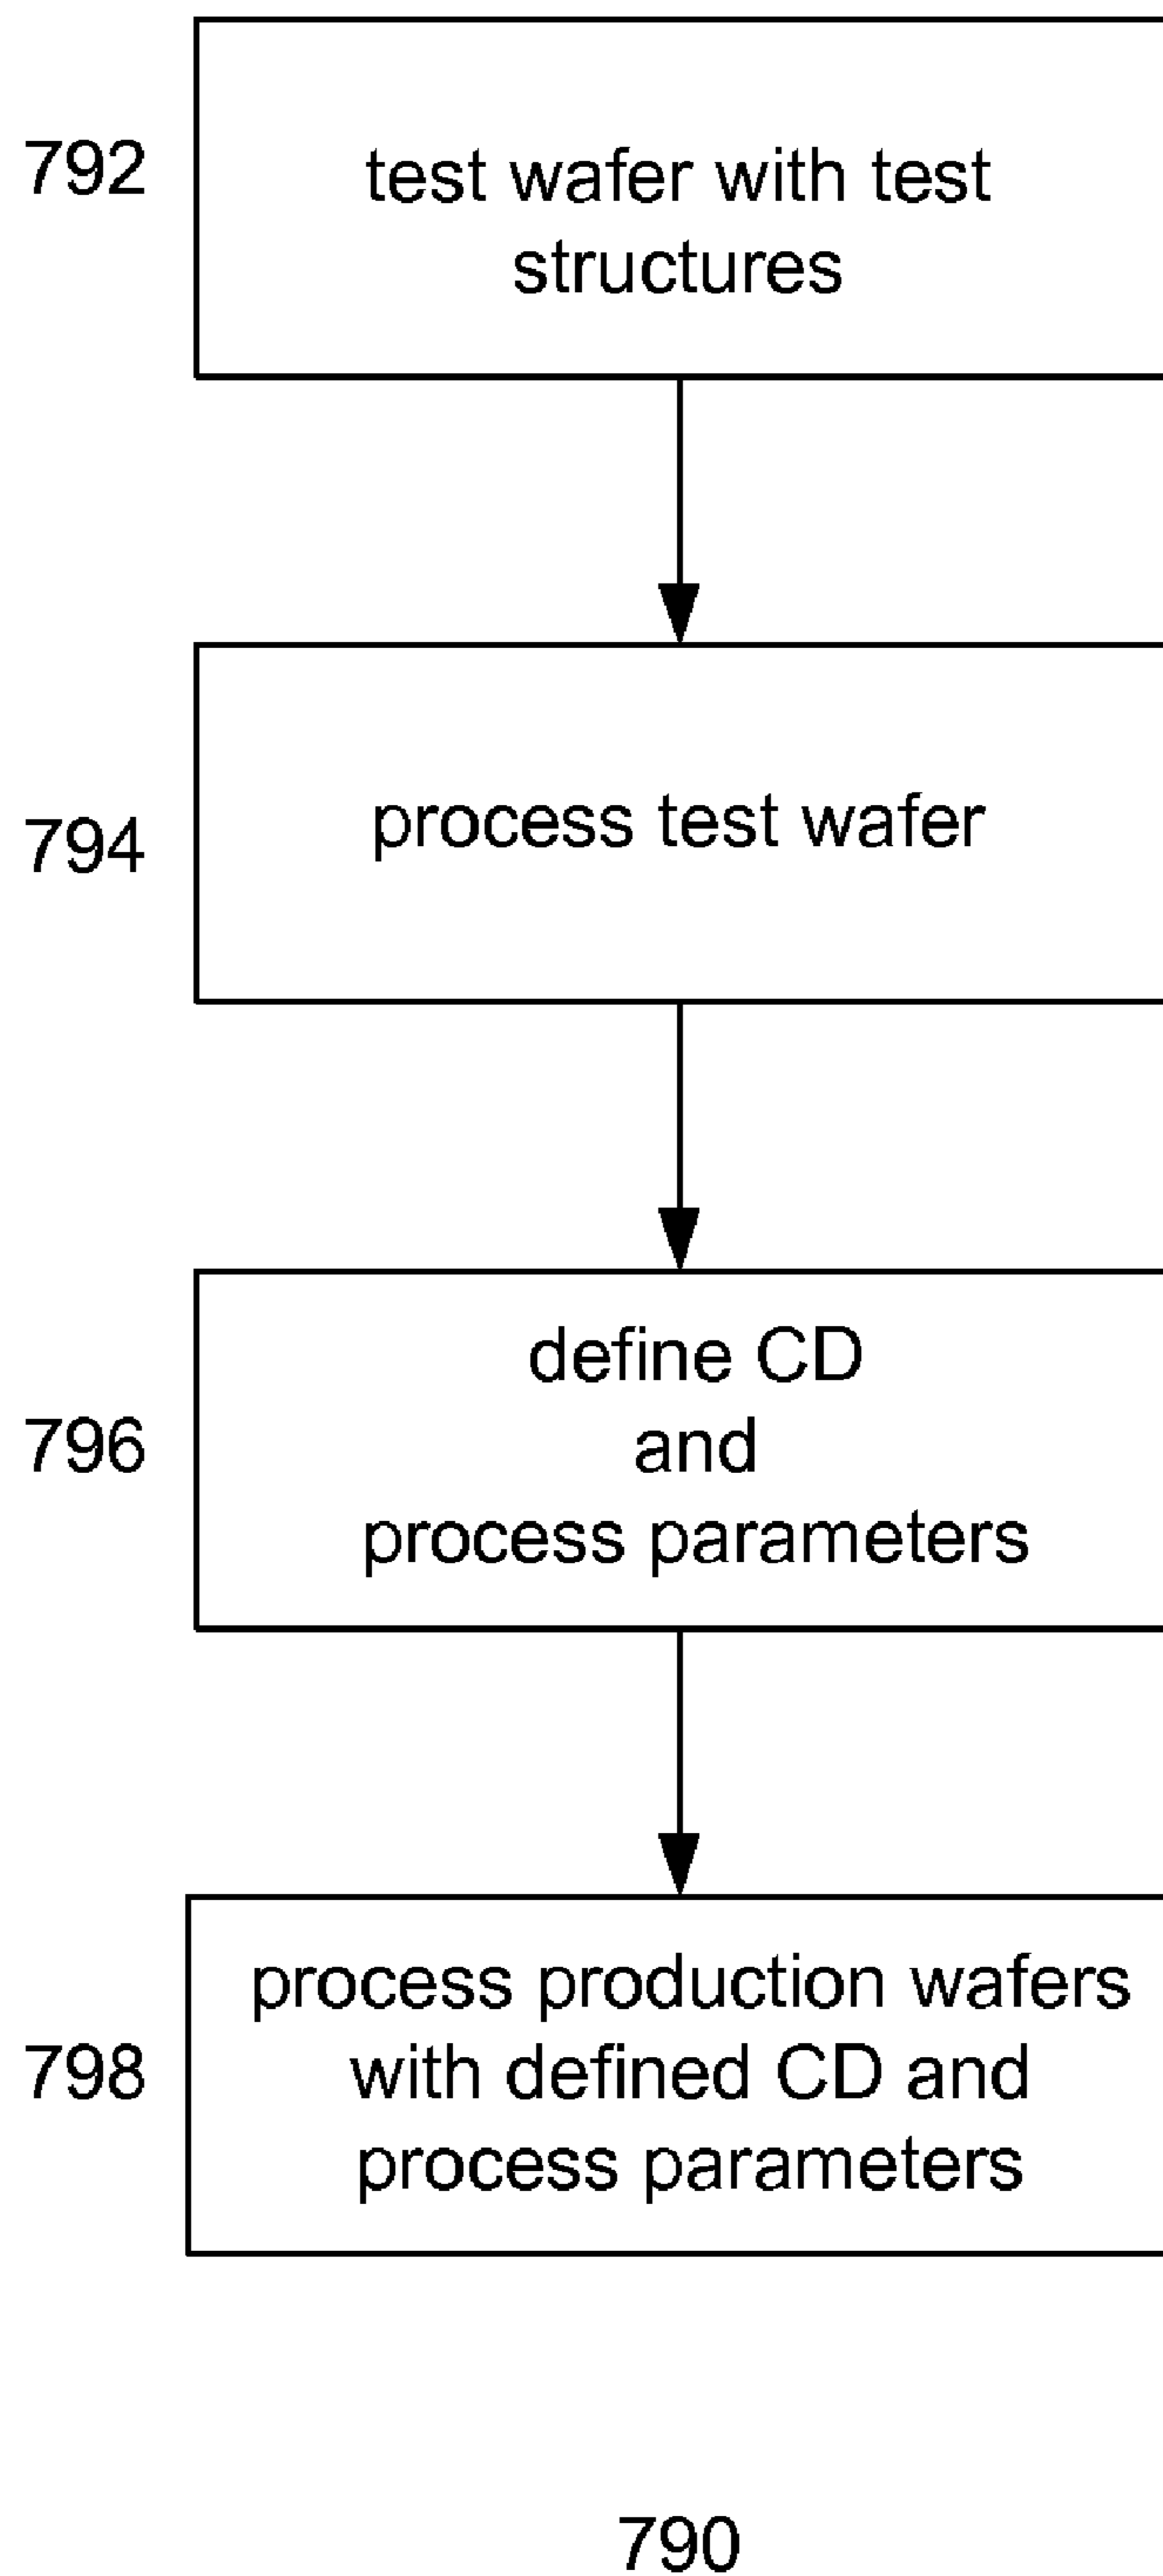 792
test wafer with test
structures
794
process test wafer
796
define CD
and
process parameters
798
process production wafers
with defined CD and
process parameters
790